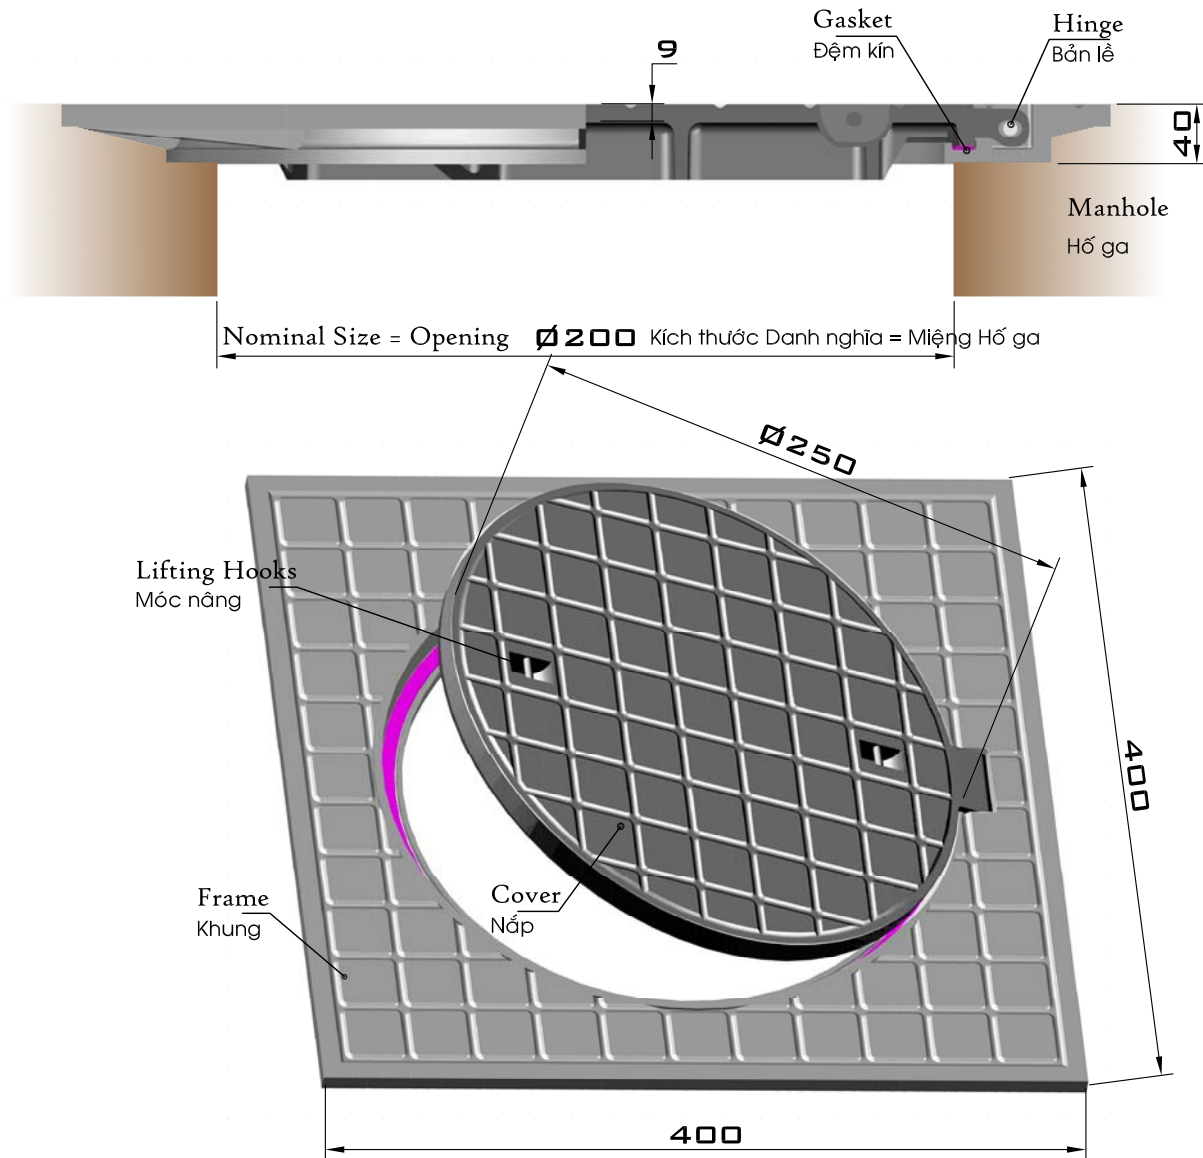 Gasket
Đệm kín
Hinge
Bản lề
9
40
Manhole
Hố ga
Nominal Size = Opening Ø200 Kích thước Danh nghĩa = Miệng Hố ga
Ø250
Lifting Hooks
Móc nâng
400
Frame
Khung
Cover
Nắp
400